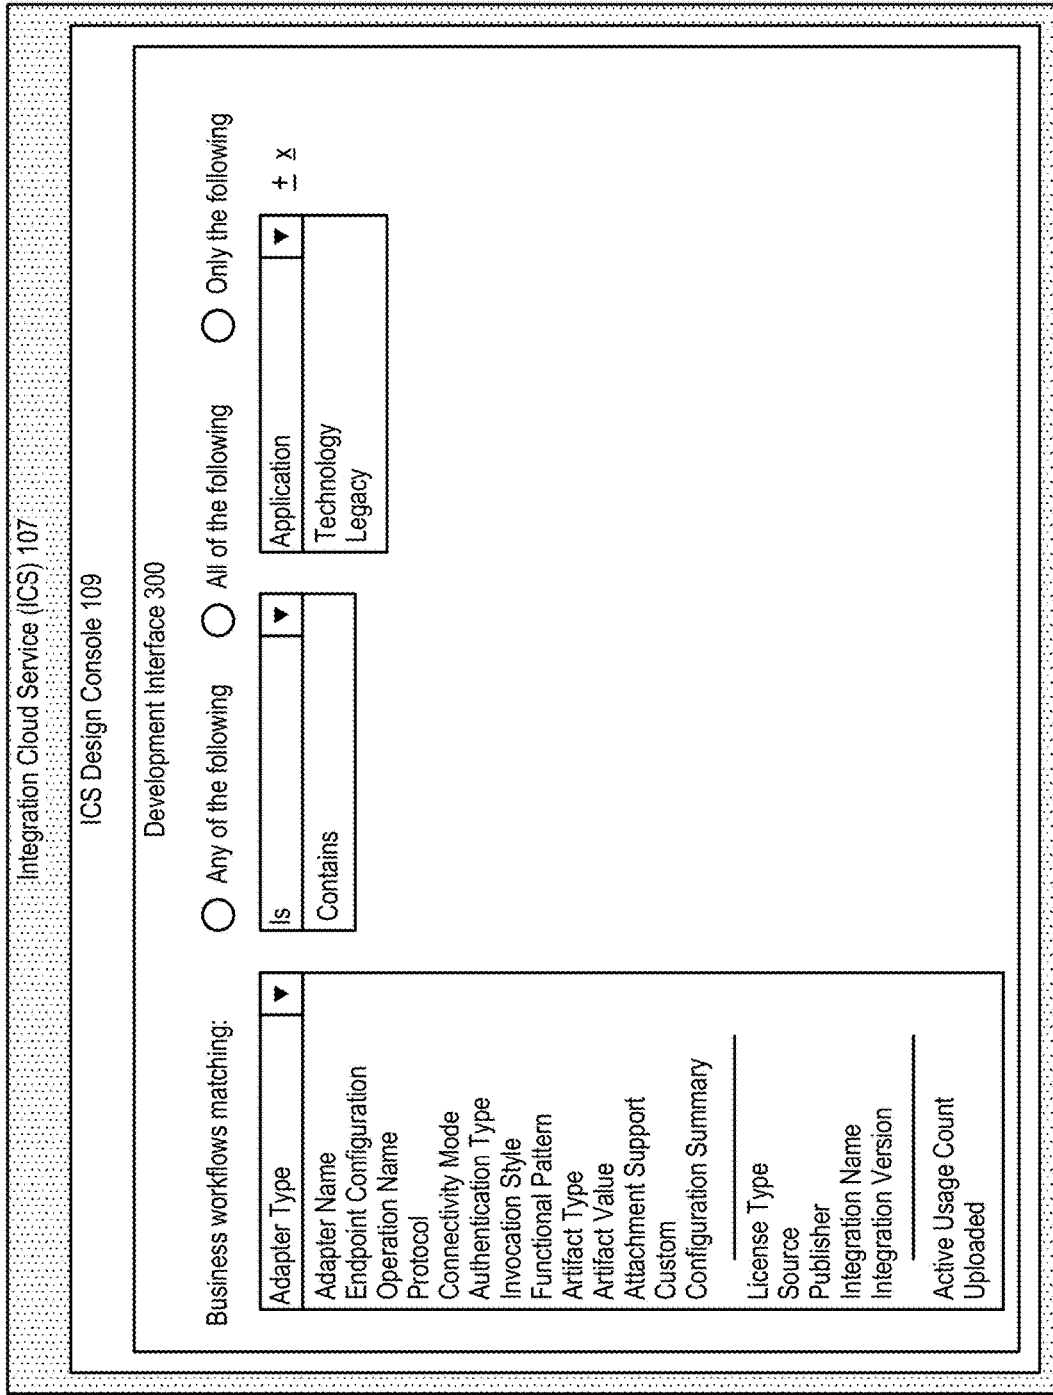 Integration Cloud Service (ICS) 107
ICS Design Console 109
Development Interface 300
Business workflows matching: Any of the following All of the following Only the following
Adapter Type ▼ Is ▼ Application ▼ + x
Adapter Name
Endpoint Configuration
Operation Name
Protocol
Connectivity Mode
Authentication Type
Invocation Style
Functional Pattern
Artifact Type
Artifact Value
Attachment Support
Custom
Configuration Summary
License Type
Source
Publisher
Integration Name
Integration Version
Active Usage Count
Uploaded
Contains
Technology
Legacy